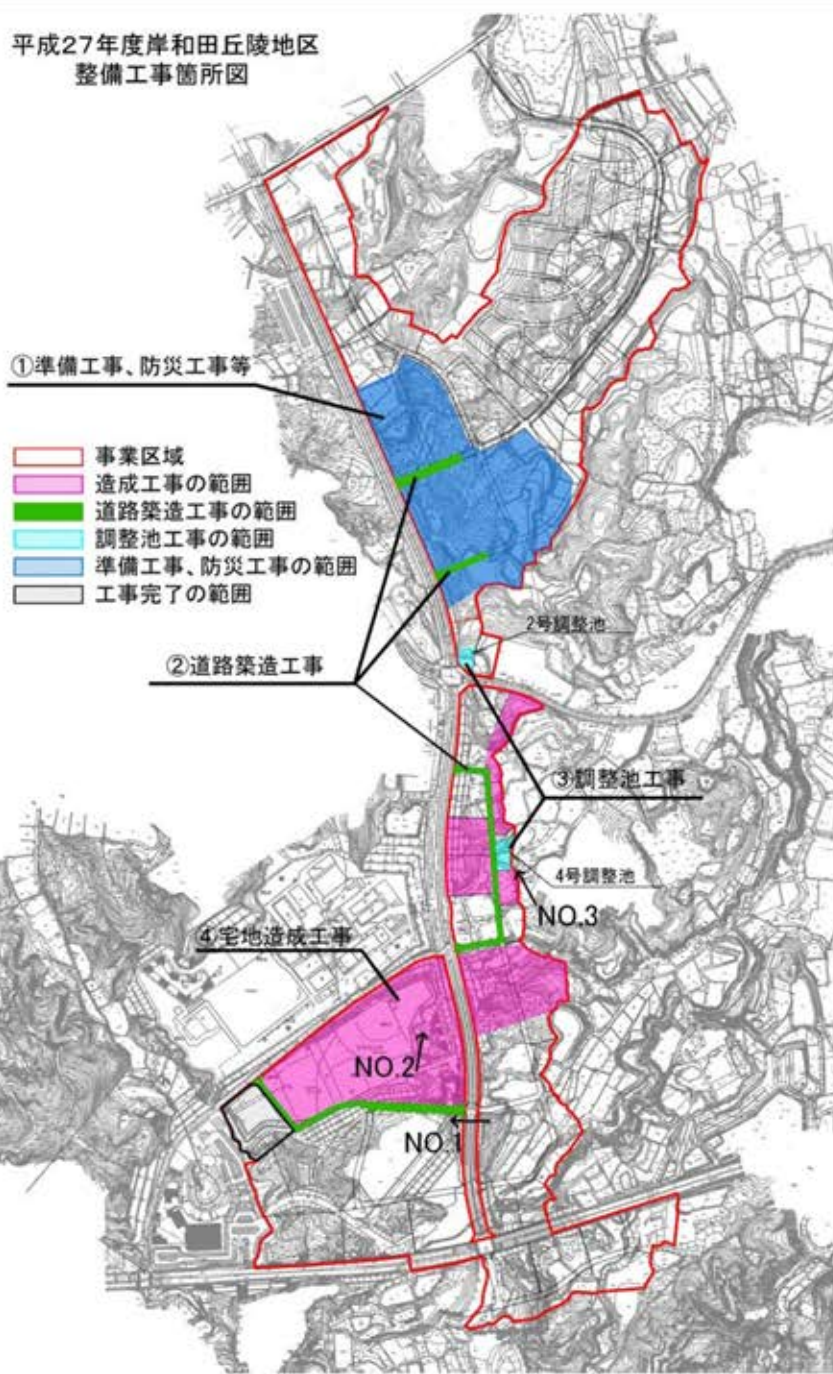 平成27年度岸和田丘陵地区
整備工事箇所図
①準備工事、防災工事等
事業区域
造成工事の範囲
道路築造工事の範囲
調整池工事の範囲
準備工事、防災工事の範囲
工事完了の範囲
2号調整池
②道路築造工事
③調整池工事
4号調整池
NO.3
④宅地造成工事
NO.2
NO.1